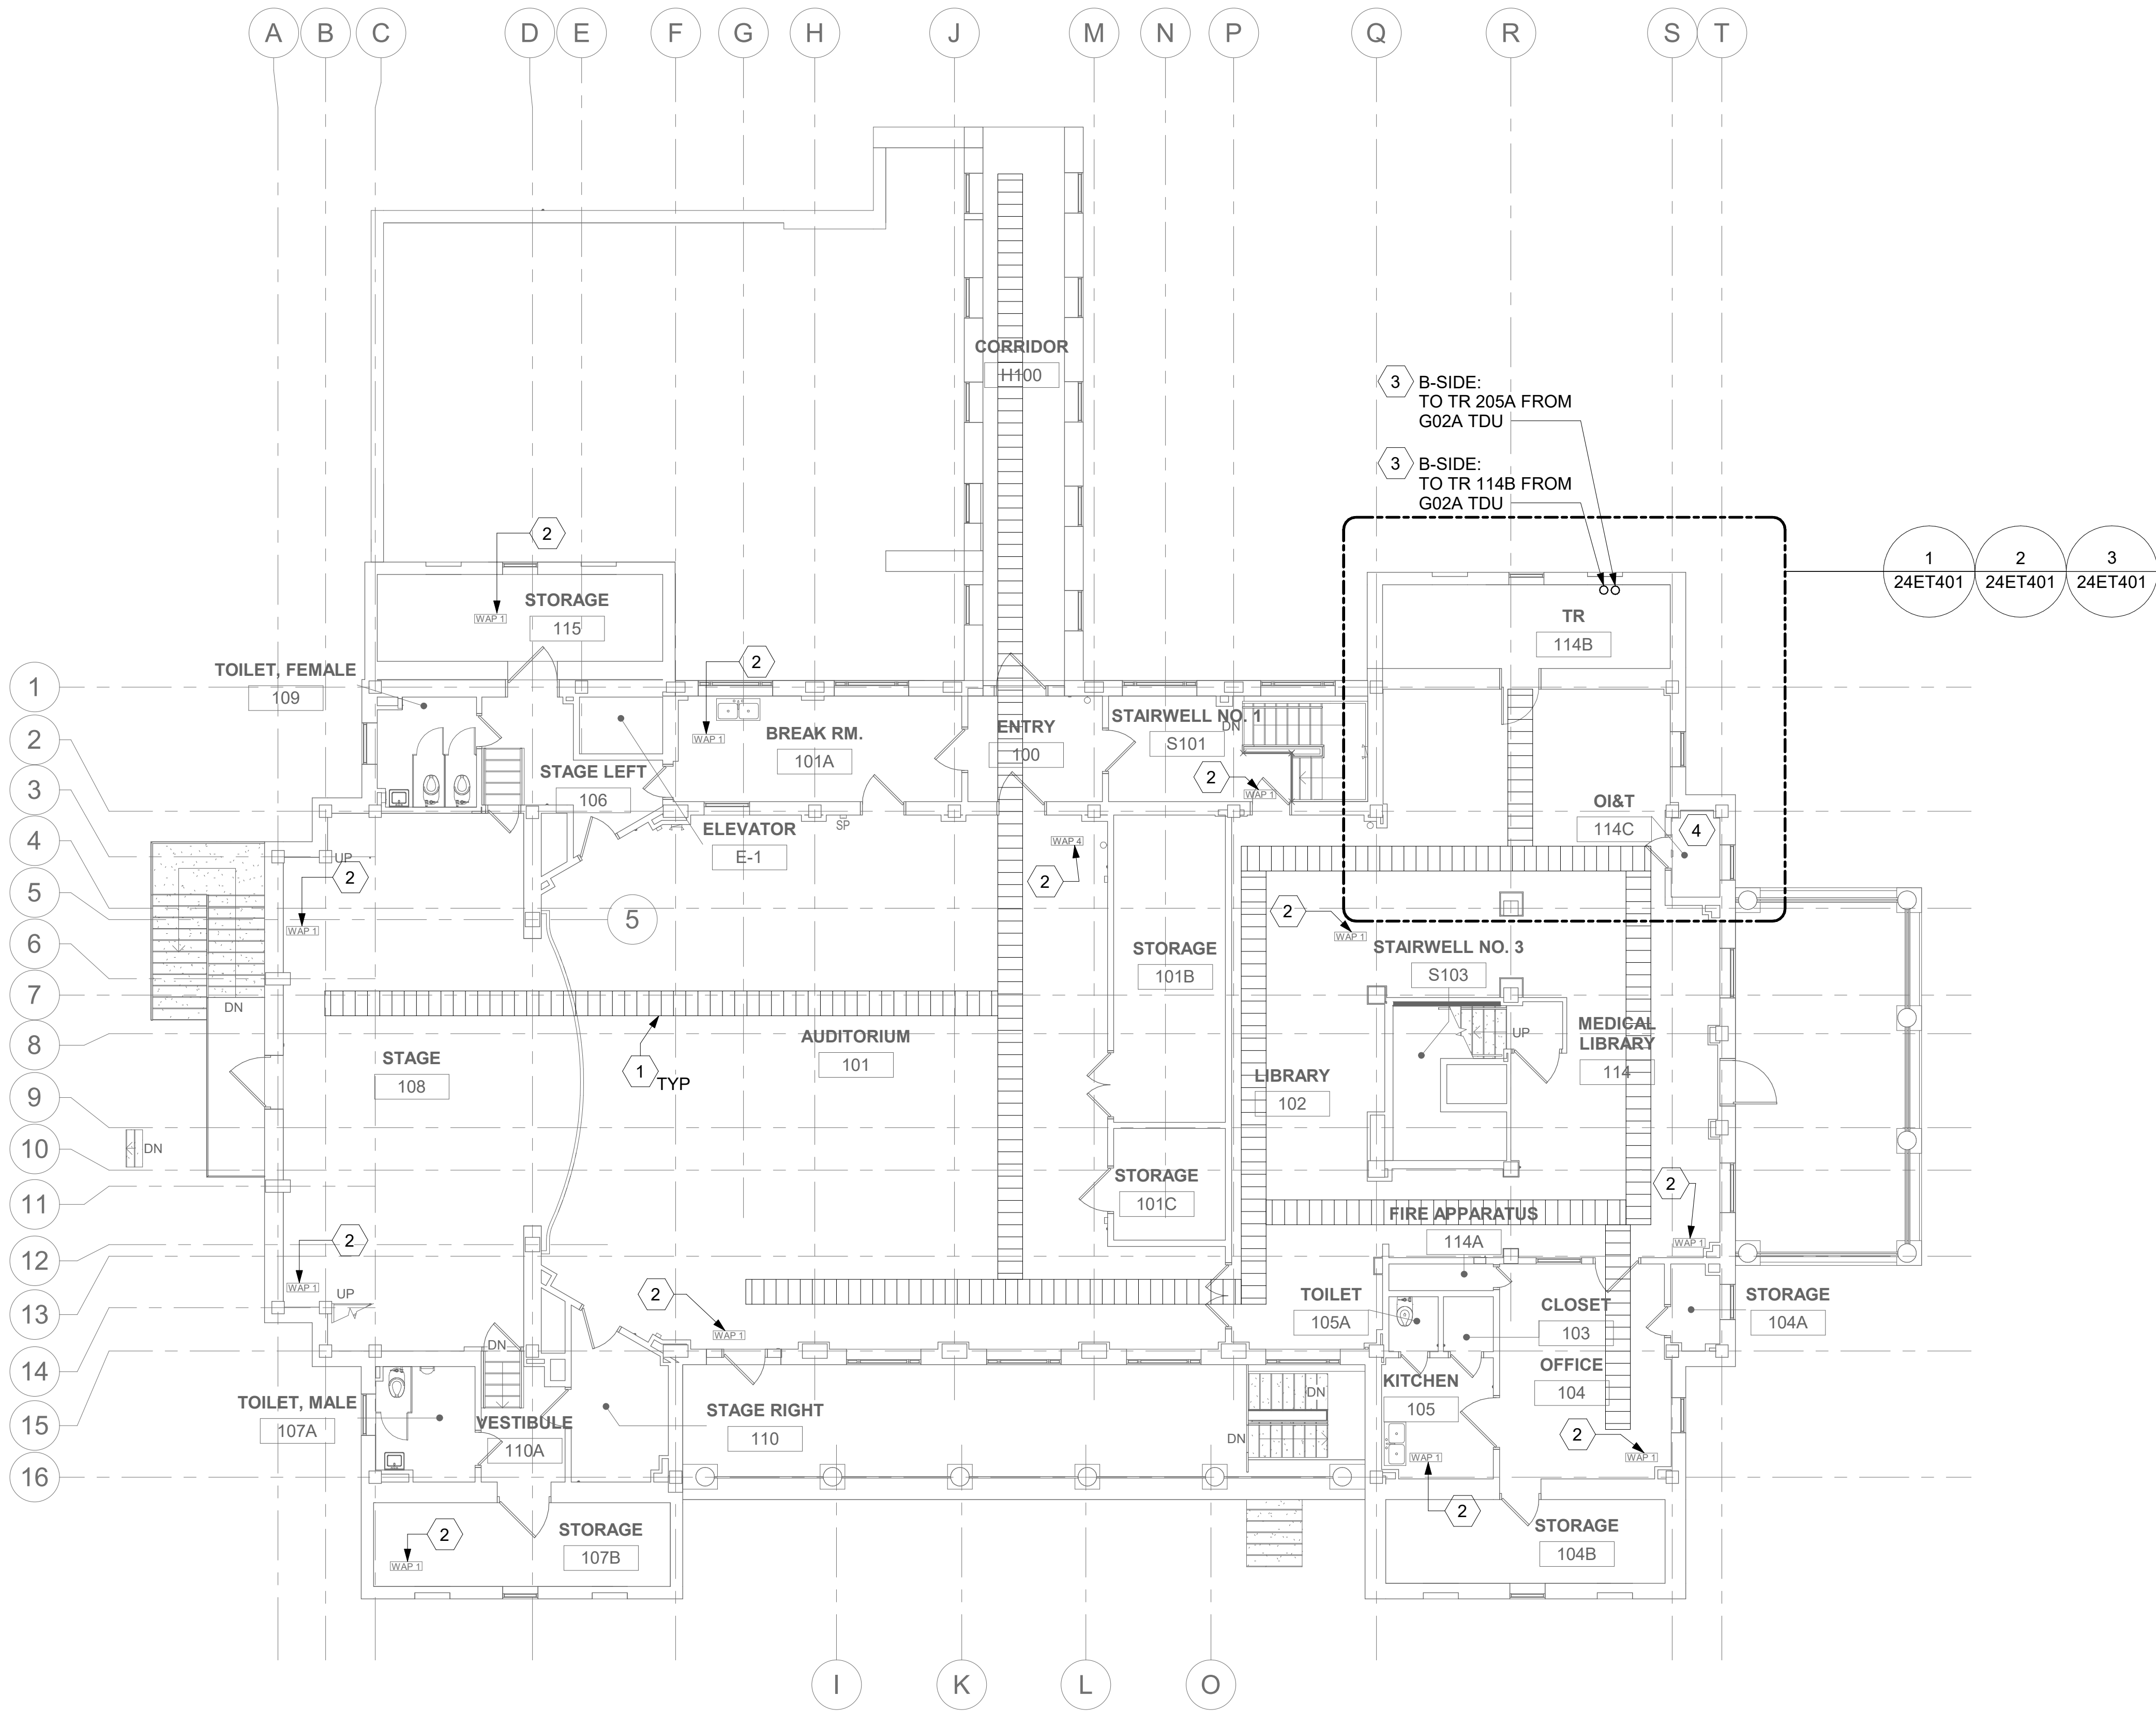 A B C D E F G H J M N P Q R S T
CORRIDOR
H100
3 B-SIDE:
TO TR 205A FROM
G02A TDU
3 B-SIDE:
TO TR 114B FROM
G02A TDU
1 2 3
24ET401 24ET401 24ET401
2
WAP 1
STORAGE
115
TR
114B
TOILET, FEMALE
109
2
WAP 1
BREAK RM.
101A
ENTRY
100
STAIRWELL NO. 1
S101
DN
2
WAP 1
STAGE LEFT
106
ELEVATOR
E-1
SP
OI&T
114C
4
1
2
3
4
5
6
7
8
9
10
11
12
13
14
15
16
UP
2
WAP 1
5
WAP 4
2
2
WAP 1
STORAGE
101B
STAIRWELL NO. 3
S103
UP
DN
STAGE
108
AUDITORIUM
101
1 TYP
MEDICAL
LIBRARY
114
LIBRARY
102
DN
STORAGE
101C
2
WAP 1
FIRE APPARATUS
114A
2
WAP 1
UP
2
WAP 1
TOILET
105A
CLOSET
103
STORAGE
104A
DN
TOILET, MALE
107A
VESTIBULE
110A
STAGE RIGHT
110
DN
DN
KITCHEN
105
OFFICE
104
2
WAP 1
WAP 1
2
2
WAP 1
STORAGE
107B
STORAGE
104B
I K L O